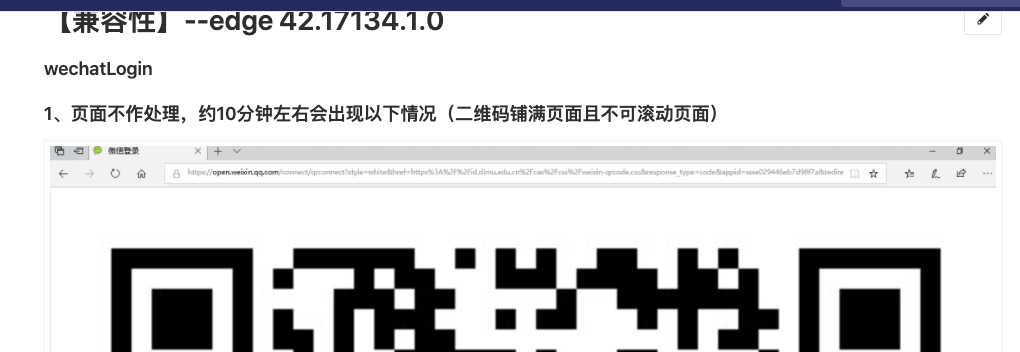 【兼容性】--edge 42.17134.1.0
wechatLogin
1、页面不作处理，约10分钟左右会出现以下情况（二维码铺满页面且不可滚动页面）
微信登录
https://open.weixin.qq.com/connect/qrconnect?style=white&href=https%3A%2F%2Fid.dlmu.edu.cn%2Fcas%2Fcss%2Fweixin-qrcode.css&response_type=code&appid=wxe029446eb7d98f7a&redire